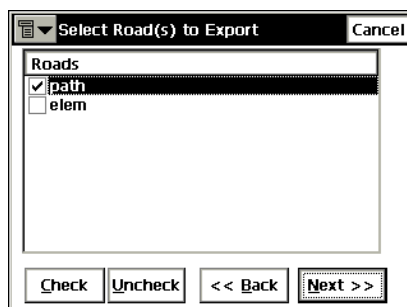 Select Road(s) to Export Cancel
Roads
path
elem
Check Uncheck << Back Next >>